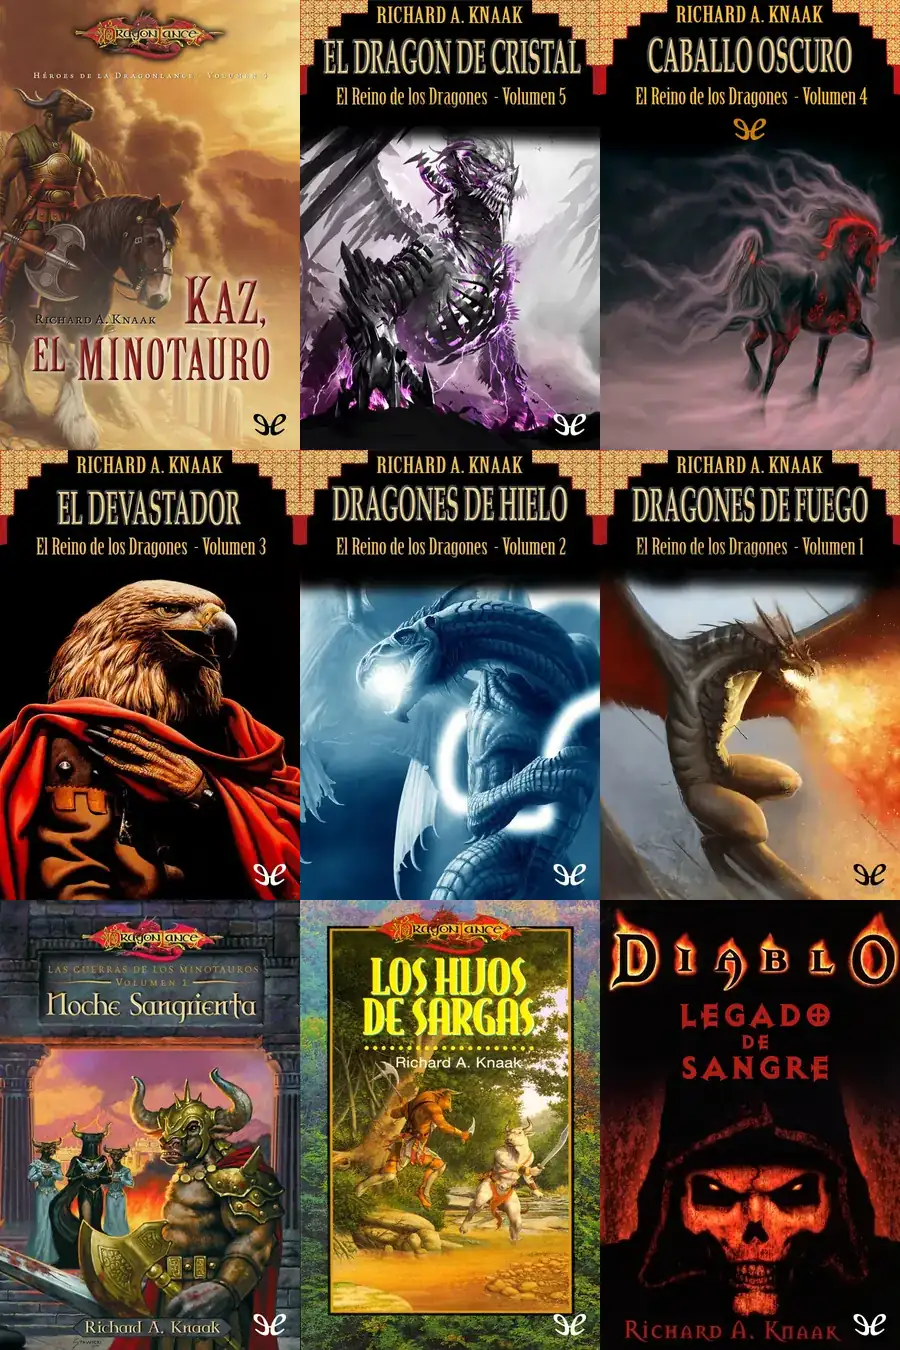 DragonLance
HÉROES DE LA DRAGONLANCE - VOLUMEN
RICHARD A. KNAAK
KAZ,
EL MINOTAURO
RICHARD A. KNAAK
EL DRAGON DE CRISTAL
El Reino de los Dragones - Volumen 5
RICHARD A. KNAAK
CABALLO OSCURO
El Reino de los Dragones - Volumen 4
RICHARD A. KNAAK
EL DEVASTADOR
El Reino de los Dragones - Volumen 3
RICHARD A. KNAAK
DRAGONES DE HIELO
El Reino de los Dragones - Volumen 2
RICHARD A. KNAAK
DRAGONES DE FUEGO
El Reino de los Dragones - Volumen 1
DragonLance
LAS GUERRAS DE LOS MINOTAUROS
VOLUMEN 1
Noche Sangrienta
Richard A. Knaak
DragonLance
LOS HIJOS
DE SARGAS
Richard A. Knaak
DIABLO
LEGADO
DE
SANGRE
RICHARD A. KNAAK